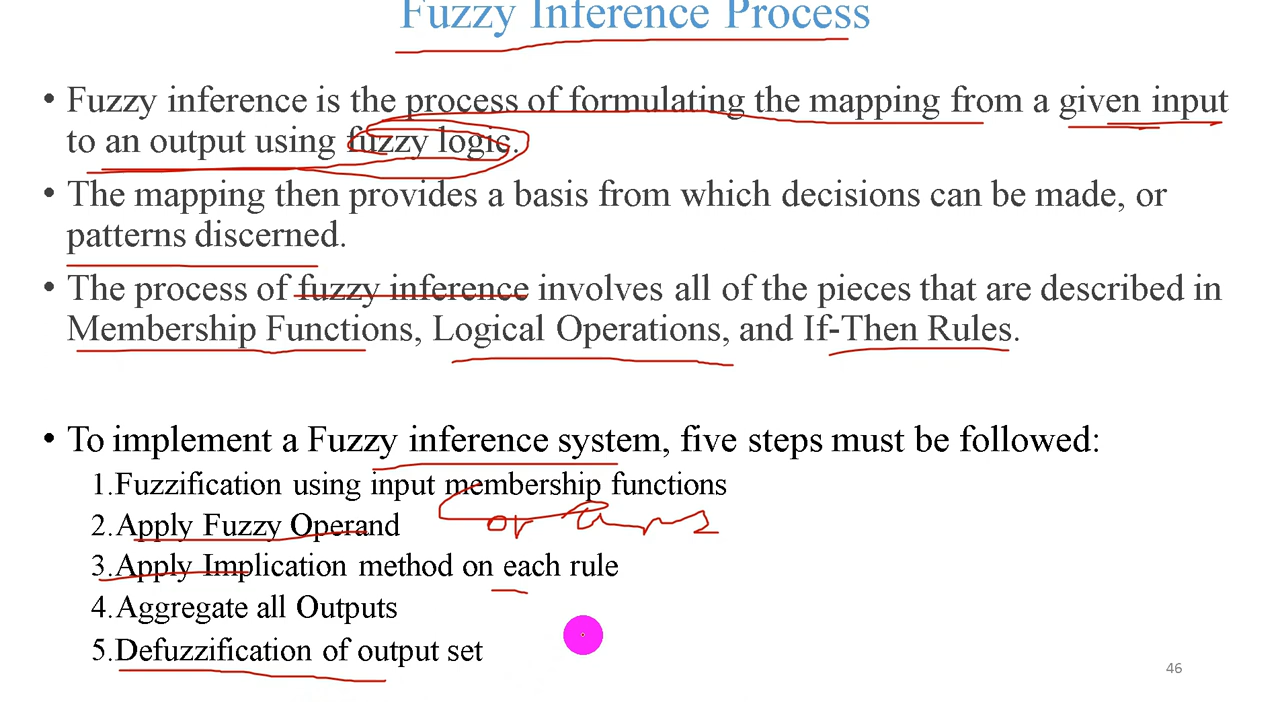 Fuzzy Inference Process
• Fuzzy inference is the process of formulating the mapping from a given input
to an output using fuzzy logic.
• The mapping then provides a basis from which decisions can be made, or
patterns discerned.
• The process of fuzzy inference involves all of the pieces that are described in
Membership Functions, Logical Operations, and If-Then Rules.
• To implement a Fuzzy inference system, five steps must be followed:
1.Fuzzification using input membership functions
2.Apply Fuzzy Operand
or
3.Apply Implication method on each rule
4.Aggregate all Outputs
5.Defuzzification of output set
46